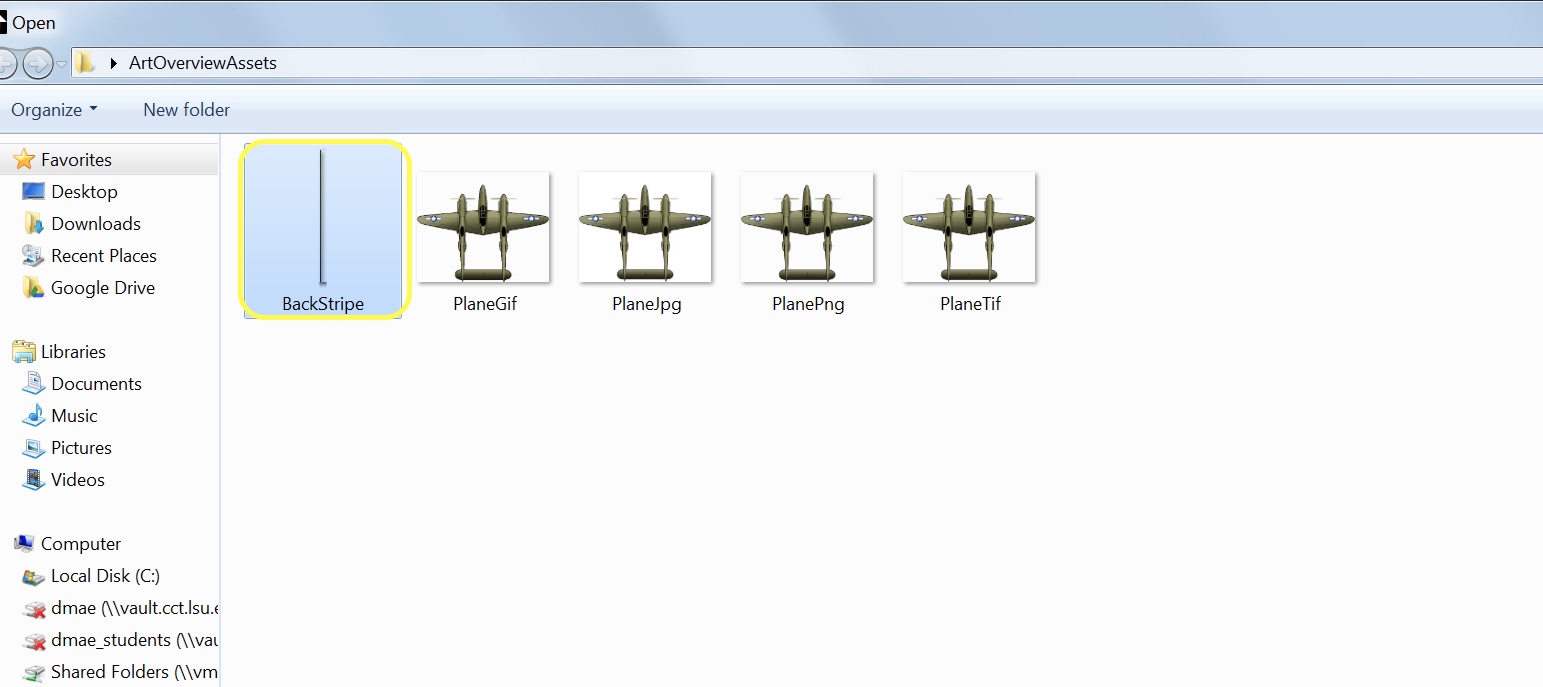 Open
ArtOverviewAssets
Organize
New folder
Favorites
Desktop
Downloads
Recent Places
Google Drive
Libraries
Documents
Music
Pictures
Videos
Computer
Local Disk (C:)
dmae (\\vault.cct.lsu.e
dmae_students (\\vau
Shared Folders (\\vm
BackStripe
PlaneGif
PlaneJpg
PlanePng
PlaneTif